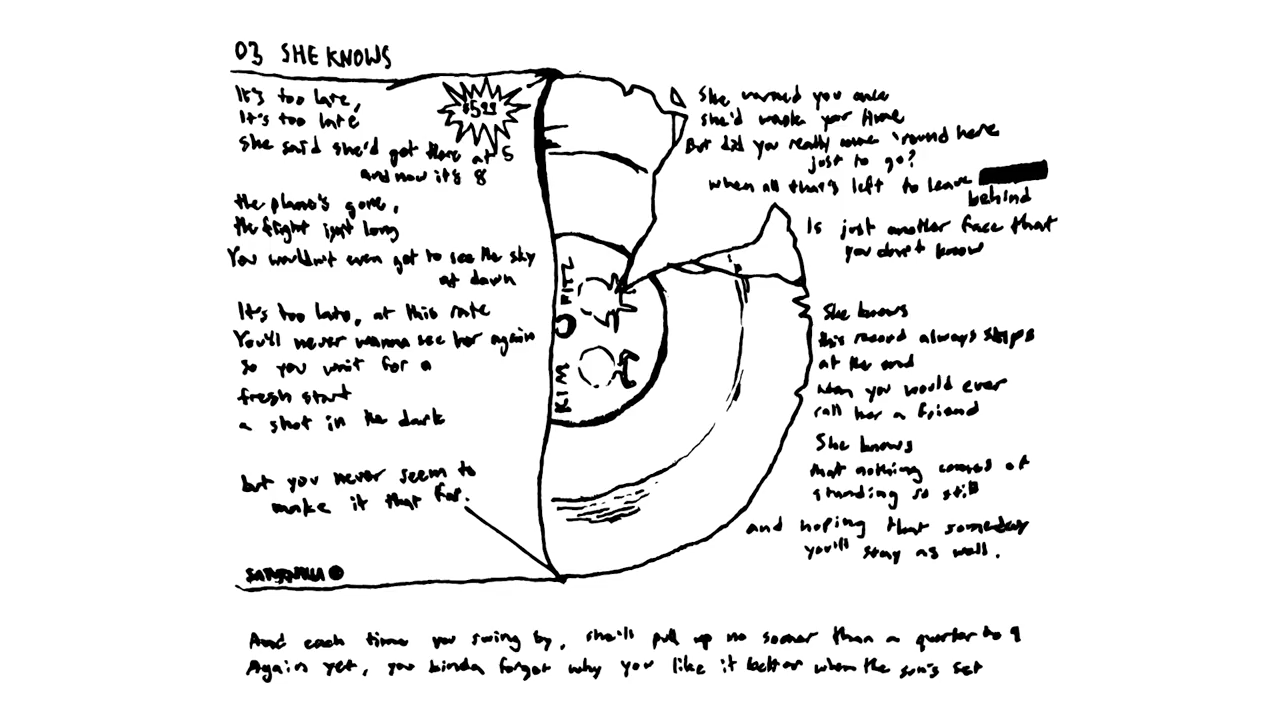 03 SHE KNOWS
It's too late,
It's too late
she said she'd get there at 5
and now it's 8
the plane's gone,
the flight isn't long
You wouldn't even get to see the sky
at dawn
It's too late, at this rate
You'll never wanna see her again
so you wait for a
fresh start
a shot in the dark
but you never seem to
make it that far.
$5.99
KIM
FITZ
She warned you once
she'd waste your time
But did you really come 'round here
just to go?
when all that's left to leave
behind
Is just another face that
you don't know
She knows
this record always skips
at the end
when you would ever
call her a friend
She knows
that nothing comes of
standing so still
and hoping that someday
you'll stay as well.
And each time you swing by, she'll pull up no sooner than a quarter to 9
Again yet, you kinda forgot why you like it better when the sun's set